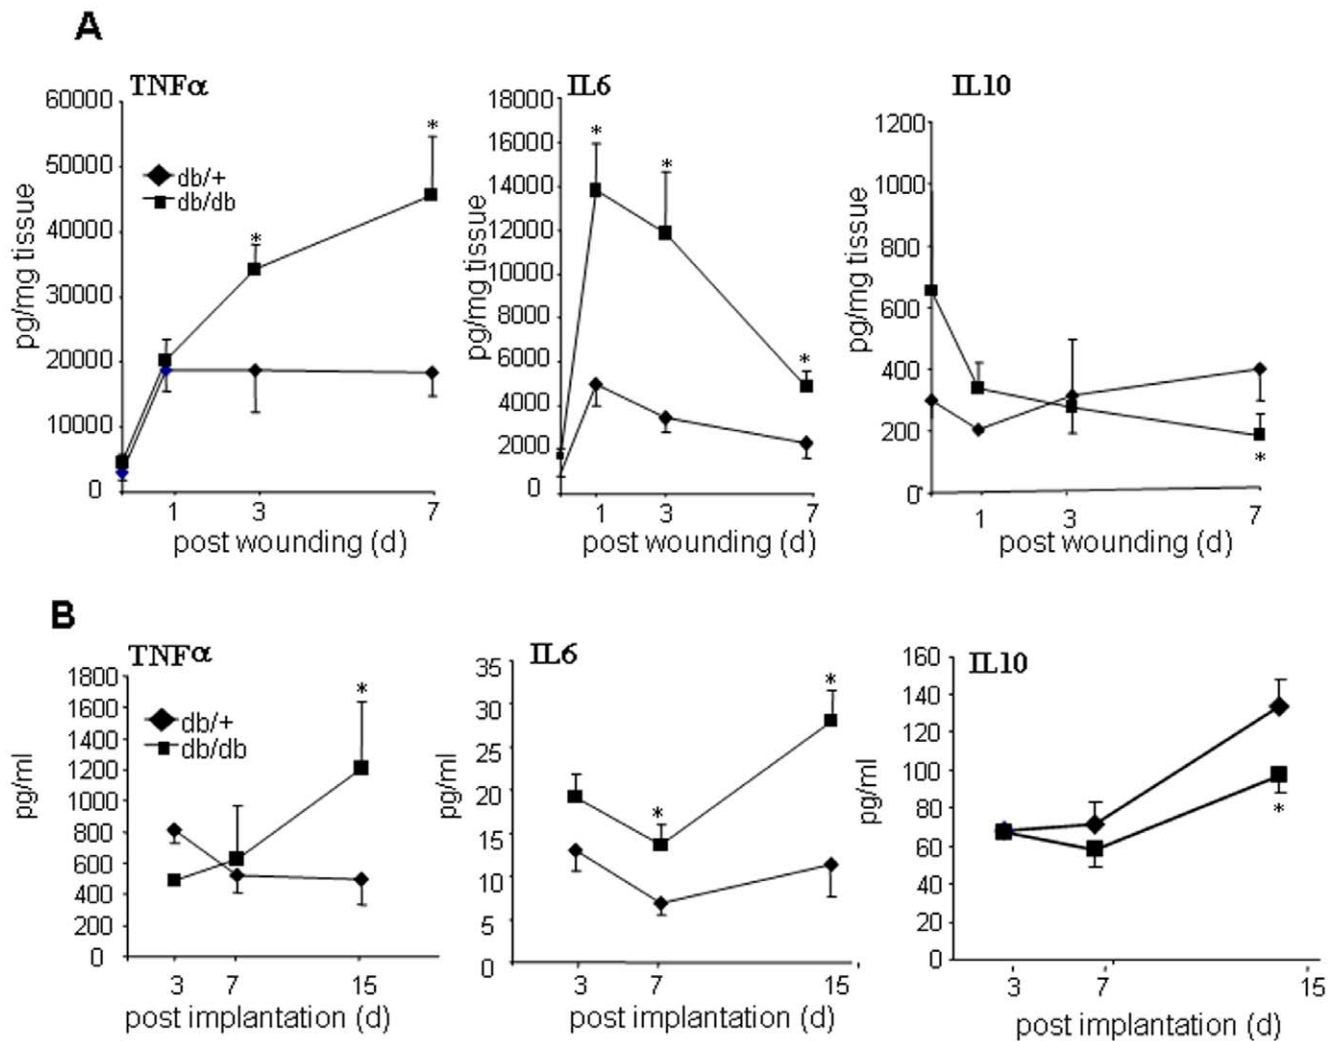 A
TNFα
60000
50000
40000
30000
20000
10000
0
pg/mg tissue
db/+
db/db
*
*
1 3 7
post wounding (d)
IL6
18000
16000
14000
12000
10000
8000
6000
4000
2000
0
pg/mg tissue
*
*
*
1 3 7
post wounding (d)
IL10
1200
1000
800
600
400
200
0
pg/mg tissue
*
1 3 7
post wounding (d)
B
TNFα
1800
1600
1400
1200
1000
800
600
400
200
0
pg/ml
db/+
db/db
*
3 7 15
post implantation (d)
IL6
35
30
25
20
15
10
5
0
pg/ml
*
*
3 7 15
post implantation (d)
IL10
160
140
120
100
80
60
40
20
0
pg/ml
*
3 7 15
post implantation (d)